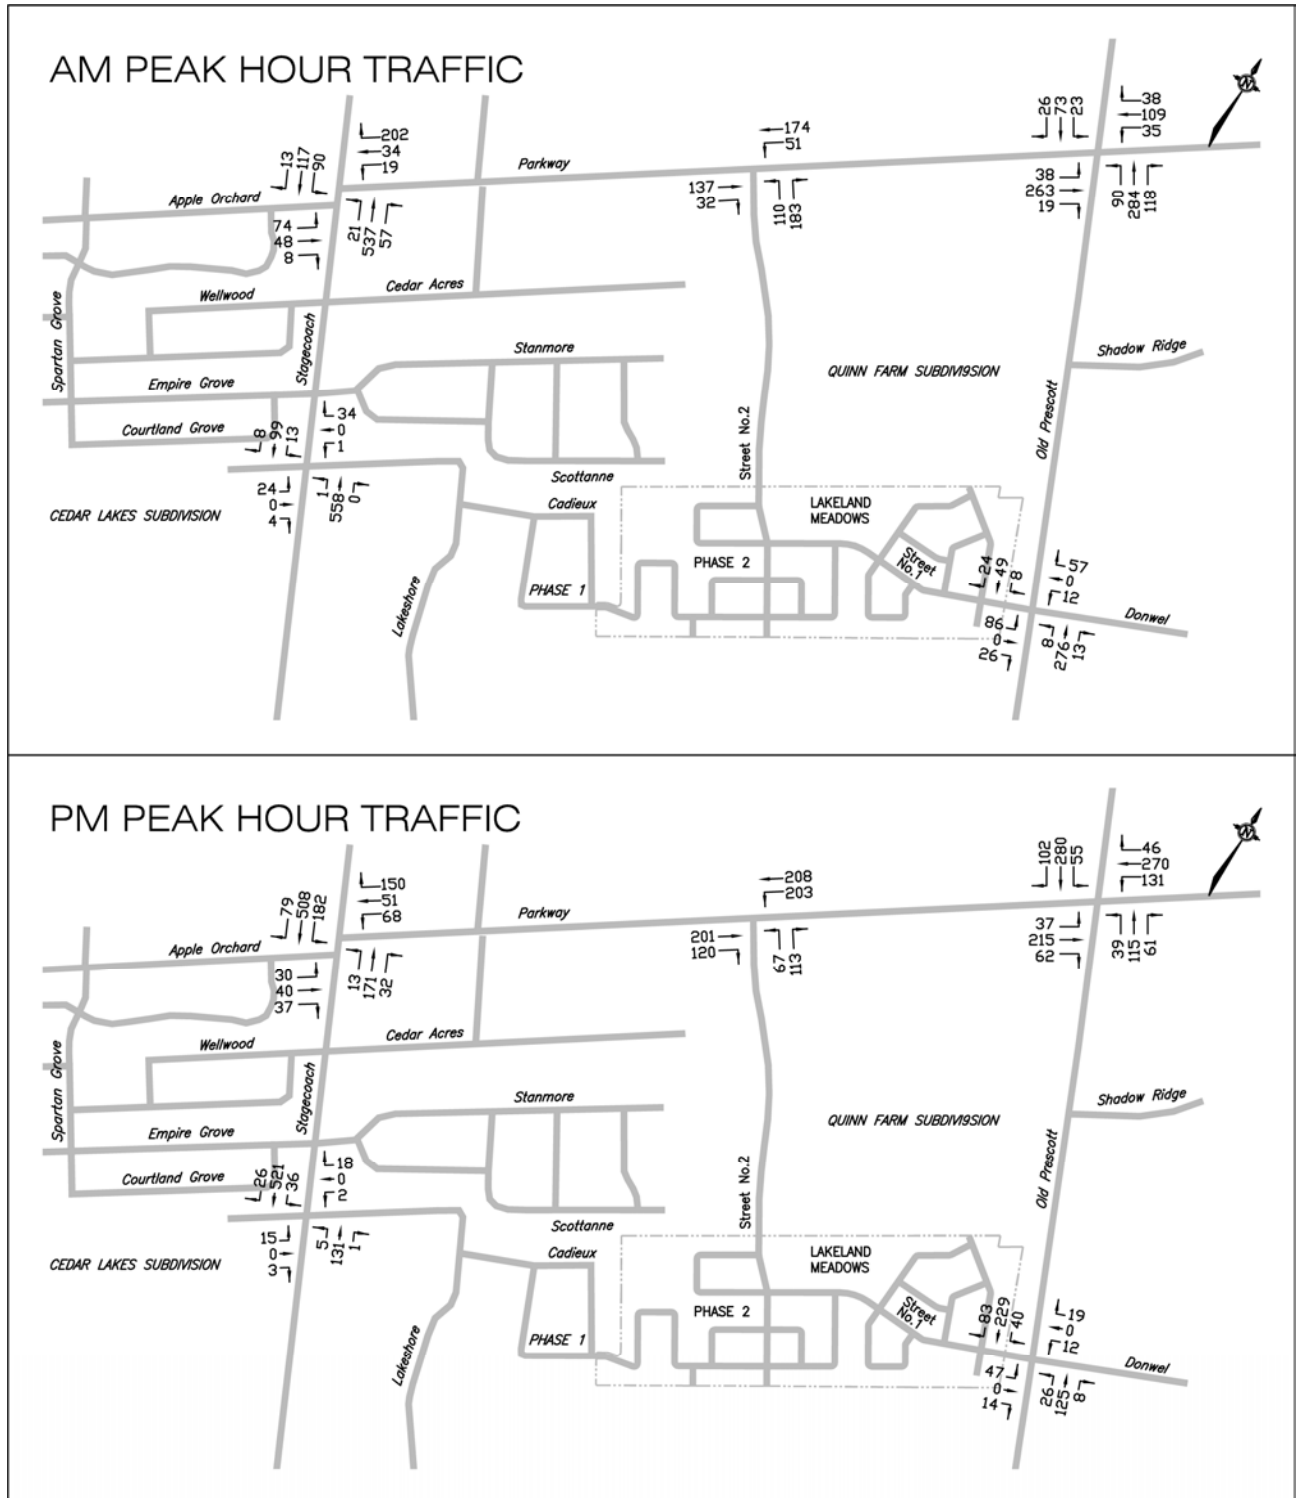 AM PEAK HOUR TRAFFIC
N
26
73
23
38
109
35
202
34
19
174
51
13
117
90
Parkway
38
263
19
137
32
90
284
118
110
183
Apple Orchard
74
48
8
21
537
57
Wellwood
Cedar Acres
Spartan Grove
Stagecoach
Stanmore
Shadow Ridge
QUINN FARM SUBDIVI9SION
Empire Grove
Old Prescott
Street No.2
34
0
1
Courtland Grove
8
99
13
Scottanne
24
0
4
1
558
0
Cadieux
LAKELAND
MEADOWS
CEDAR LAKES SUBDIVISION
PHASE 2
Street
No.1
24
49
8
57
0
12
PHASE 1
Lakeshore
Donwel
86
0
26
8
276
13
PM PEAK HOUR TRAFFIC
N
102
280
55
46
270
131
150
51
68
208
203
79
508
182
Parkway
37
215
62
201
120
39
115
61
67
113
Apple Orchard
30
40
37
13
171
32
Wellwood
Cedar Acres
Spartan Grove
Stagecoach
Stanmore
Shadow Ridge
QUINN FARM SUBDIVI9SION
Empire Grove
Old Prescott
Street No.2
18
0
2
Courtland Grove
26
521
36
Scottanne
15
0
3
5
131
1
Cadieux
LAKELAND
MEADOWS
CEDAR LAKES SUBDIVISION
PHASE 2
Street
No.1
83
229
40
19
0
12
PHASE 1
Lakeshore
Donwel
47
0
14
26
125
8